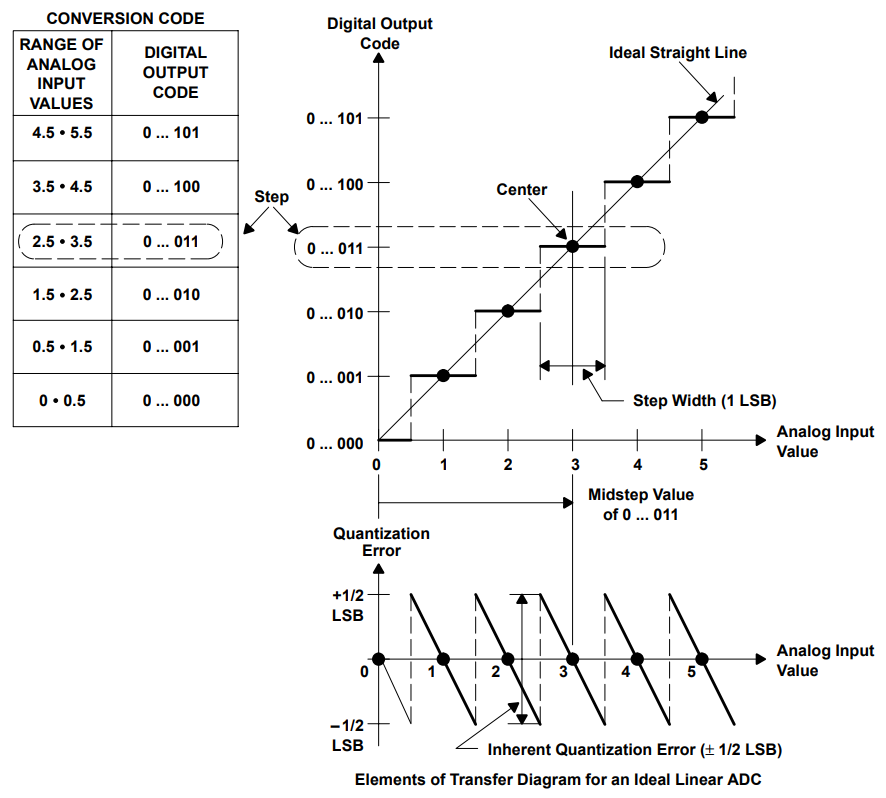 CONVERSION CODE
RANGE OF
ANALOG
INPUT
VALUES
DIGITAL
OUTPUT
CODE
4.5 • 5.5
0 ... 101
3.5 • 4.5
0 ... 100
2.5 • 3.5
0 ... 011
1.5 • 2.5
0 ... 010
0.5 • 1.5
0 ... 001
0 • 0.5
0 ... 000
Step
Digital Output
Code
Ideal Straight Line
0 ... 101
0 ... 100
Center
0 ... 011
0 ... 010
0 ... 001
Step Width (1 LSB)
0 ... 000
Analog Input
Value
0
1
2
3
4
5
Midstep Value
of 0 ... 011
Quantization
Error
+1/2
LSB
0
1
2
3
4
5
Analog Input
Value
−1/2
LSB
Inherent Quantization Error (± 1/2 LSB)
Elements of Transfer Diagram for an Ideal Linear ADC